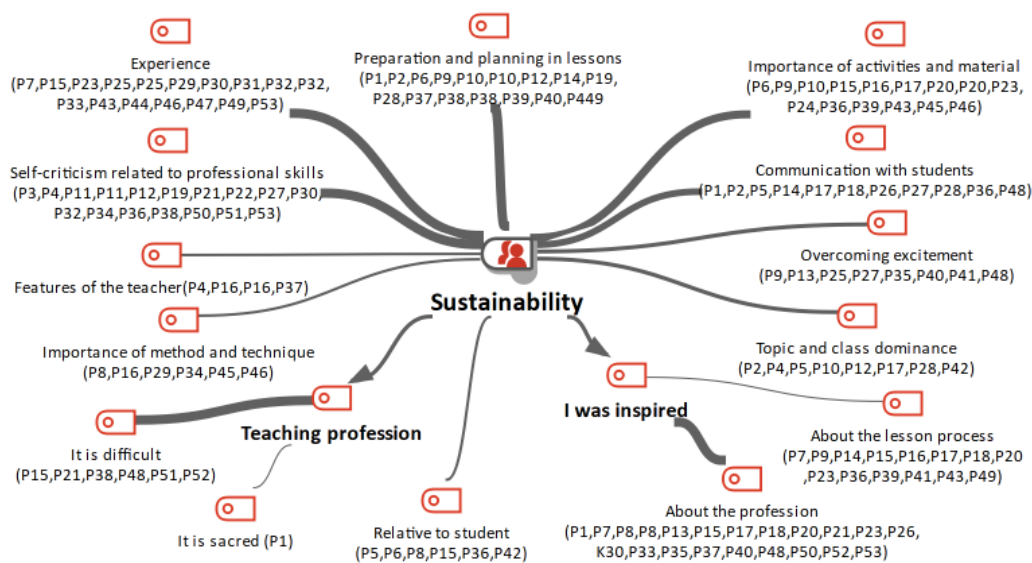 Experience
(P7,P15,P23,P25,P25,P29,P30,P31,P32,P32,
P33,P43,P44,P46,P47,P49,P53)
Preparation and planning in lessons
(P1,P2,P6,P9,P10,P10,P12,P14,P19,
P28,P37,P38,P38,P39,P40,P449
Importance of activities and material
(P6,P9,P10,P15,P16,P17,P20,P20,P23,
P24,P36,P39,P43,P45,P46)
Self-criticism related to professional skills
(P3,P4,P11,P11,P12,P19,P21,P22,P27,P30,
P32,P34,P36,P38,P50,P51,P53)
Communication with students
(P1,P2,P5,P14,P17,P18,P26,P27,P28,P36,P48)
Features of the teacher(P4,P16,P16,P37)
Overcoming excitement
(P9,P13,P25,P27,P35,P40,P41,P48)
Sustainability
Importance of method and technique
(P8,P16,P29,P34,P45,P46)
Topic and class dominance
(P2,P4,P5,P10,P12,P17,P28,P42)
Teaching profession
I was inspired
It is difficult
(P15,P21,P38,P48,P51,P52)
About the lesson process
(P7,P9,P14,P15,P16,P17,P18,P20
,P23,P36,P39,P41,P43,P49)
It is sacred (P1)
Relative to student
(P5,P6,P8,P15,P36,P42)
About the profession
(P1,P7,P8,P8,P13,P15,P17,P18,P20,P21,P23,P26,
K30,P33,P35,P37,P40,P48,P50,P52,P53)